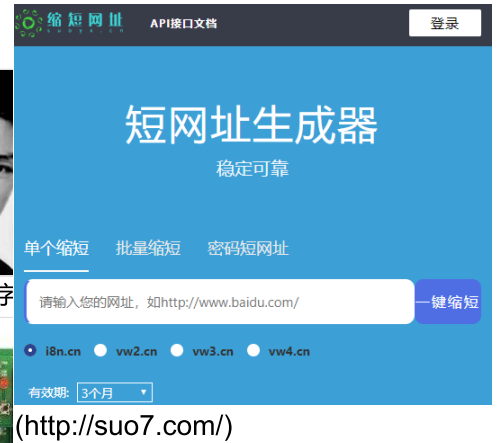 缩短网址
API接口文档
登录
短网址生成器
稳定可靠
单个缩短 批量缩短 密码短网址
请输入您的网址，如http://www.baidu.com/
一键缩短
i8n.cn vw2.cn vw3.cn vw4.cn
有效期: 3个月
字
(http://suo7.com/)